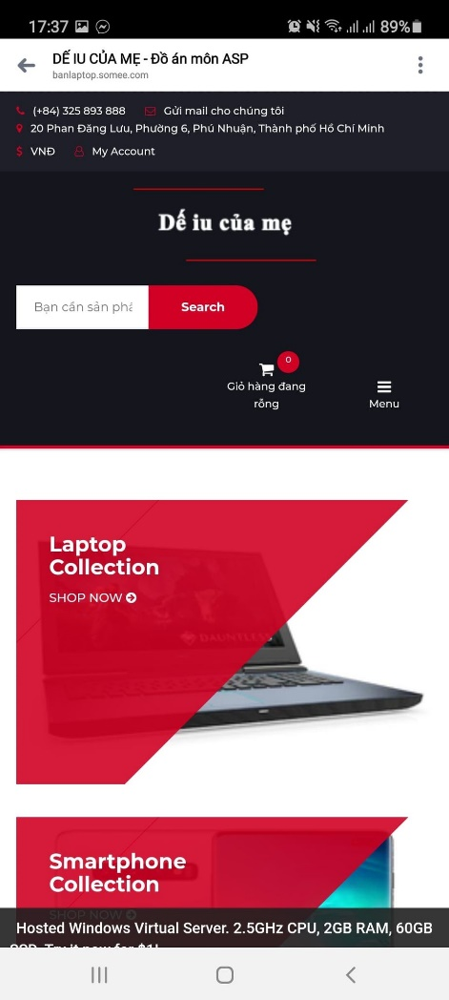 17:37
89%
DẾ IU CỦA MẸ - Đồ án môn ASP
banlaptop.somee.com
(+84) 325 893 888 Gửi mail cho chúng tôi
20 Phan Đăng Lưu, Phường 6, Phú Nhuận, Thành phố Hồ Chí Minh
$ VNĐ My Account
Dế iu của mẹ
Bạn cần sản phẩ
Search
0
Giỏ hàng đang
rỗng
Menu
Laptop
Collection
SHOP NOW
DAUNTLESS
Smartphone
Collection
SHOP NOW
Hosted Windows Virtual Server. 2.5GHz CPU, 2GB RAM, 60GB
SSD. Try it now for $1!